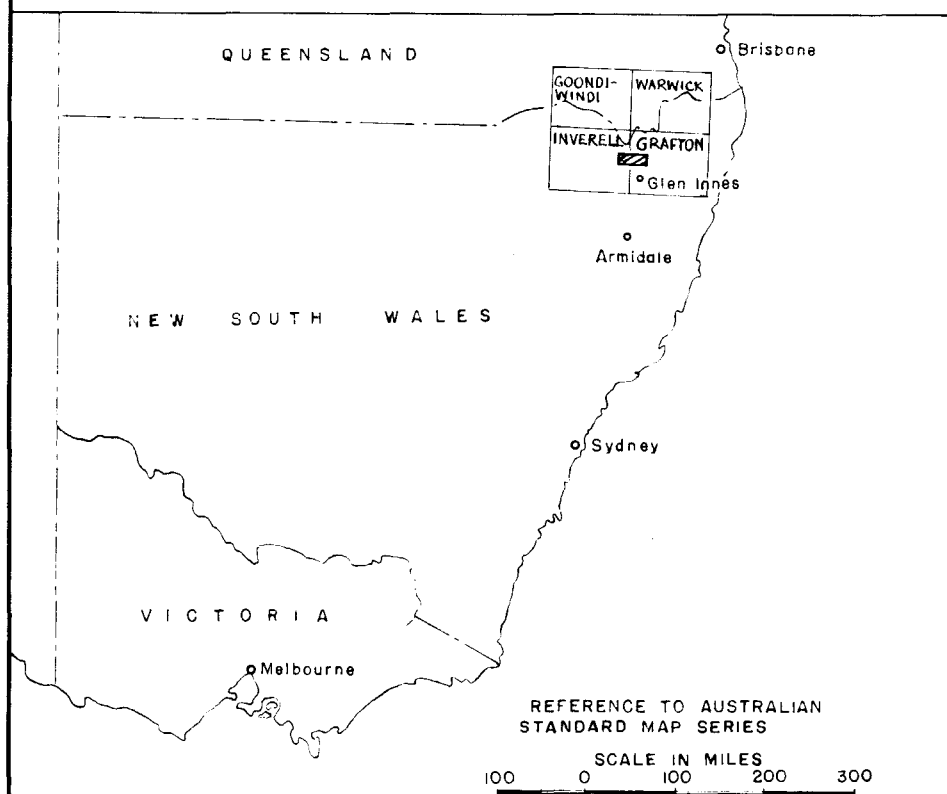 QUEENSLAND
Brisbane
GOONDI-
WINDI
WARWICK
INVERELL
GRAFTON
Glen Innes
Armidale
NEW SOUTH WALES
Sydney
VICTORIA
Melbourne
REFERENCE TO AUSTRALIAN
STANDARD MAP SERIES
SCALE IN MILES
100 0 100 200 300